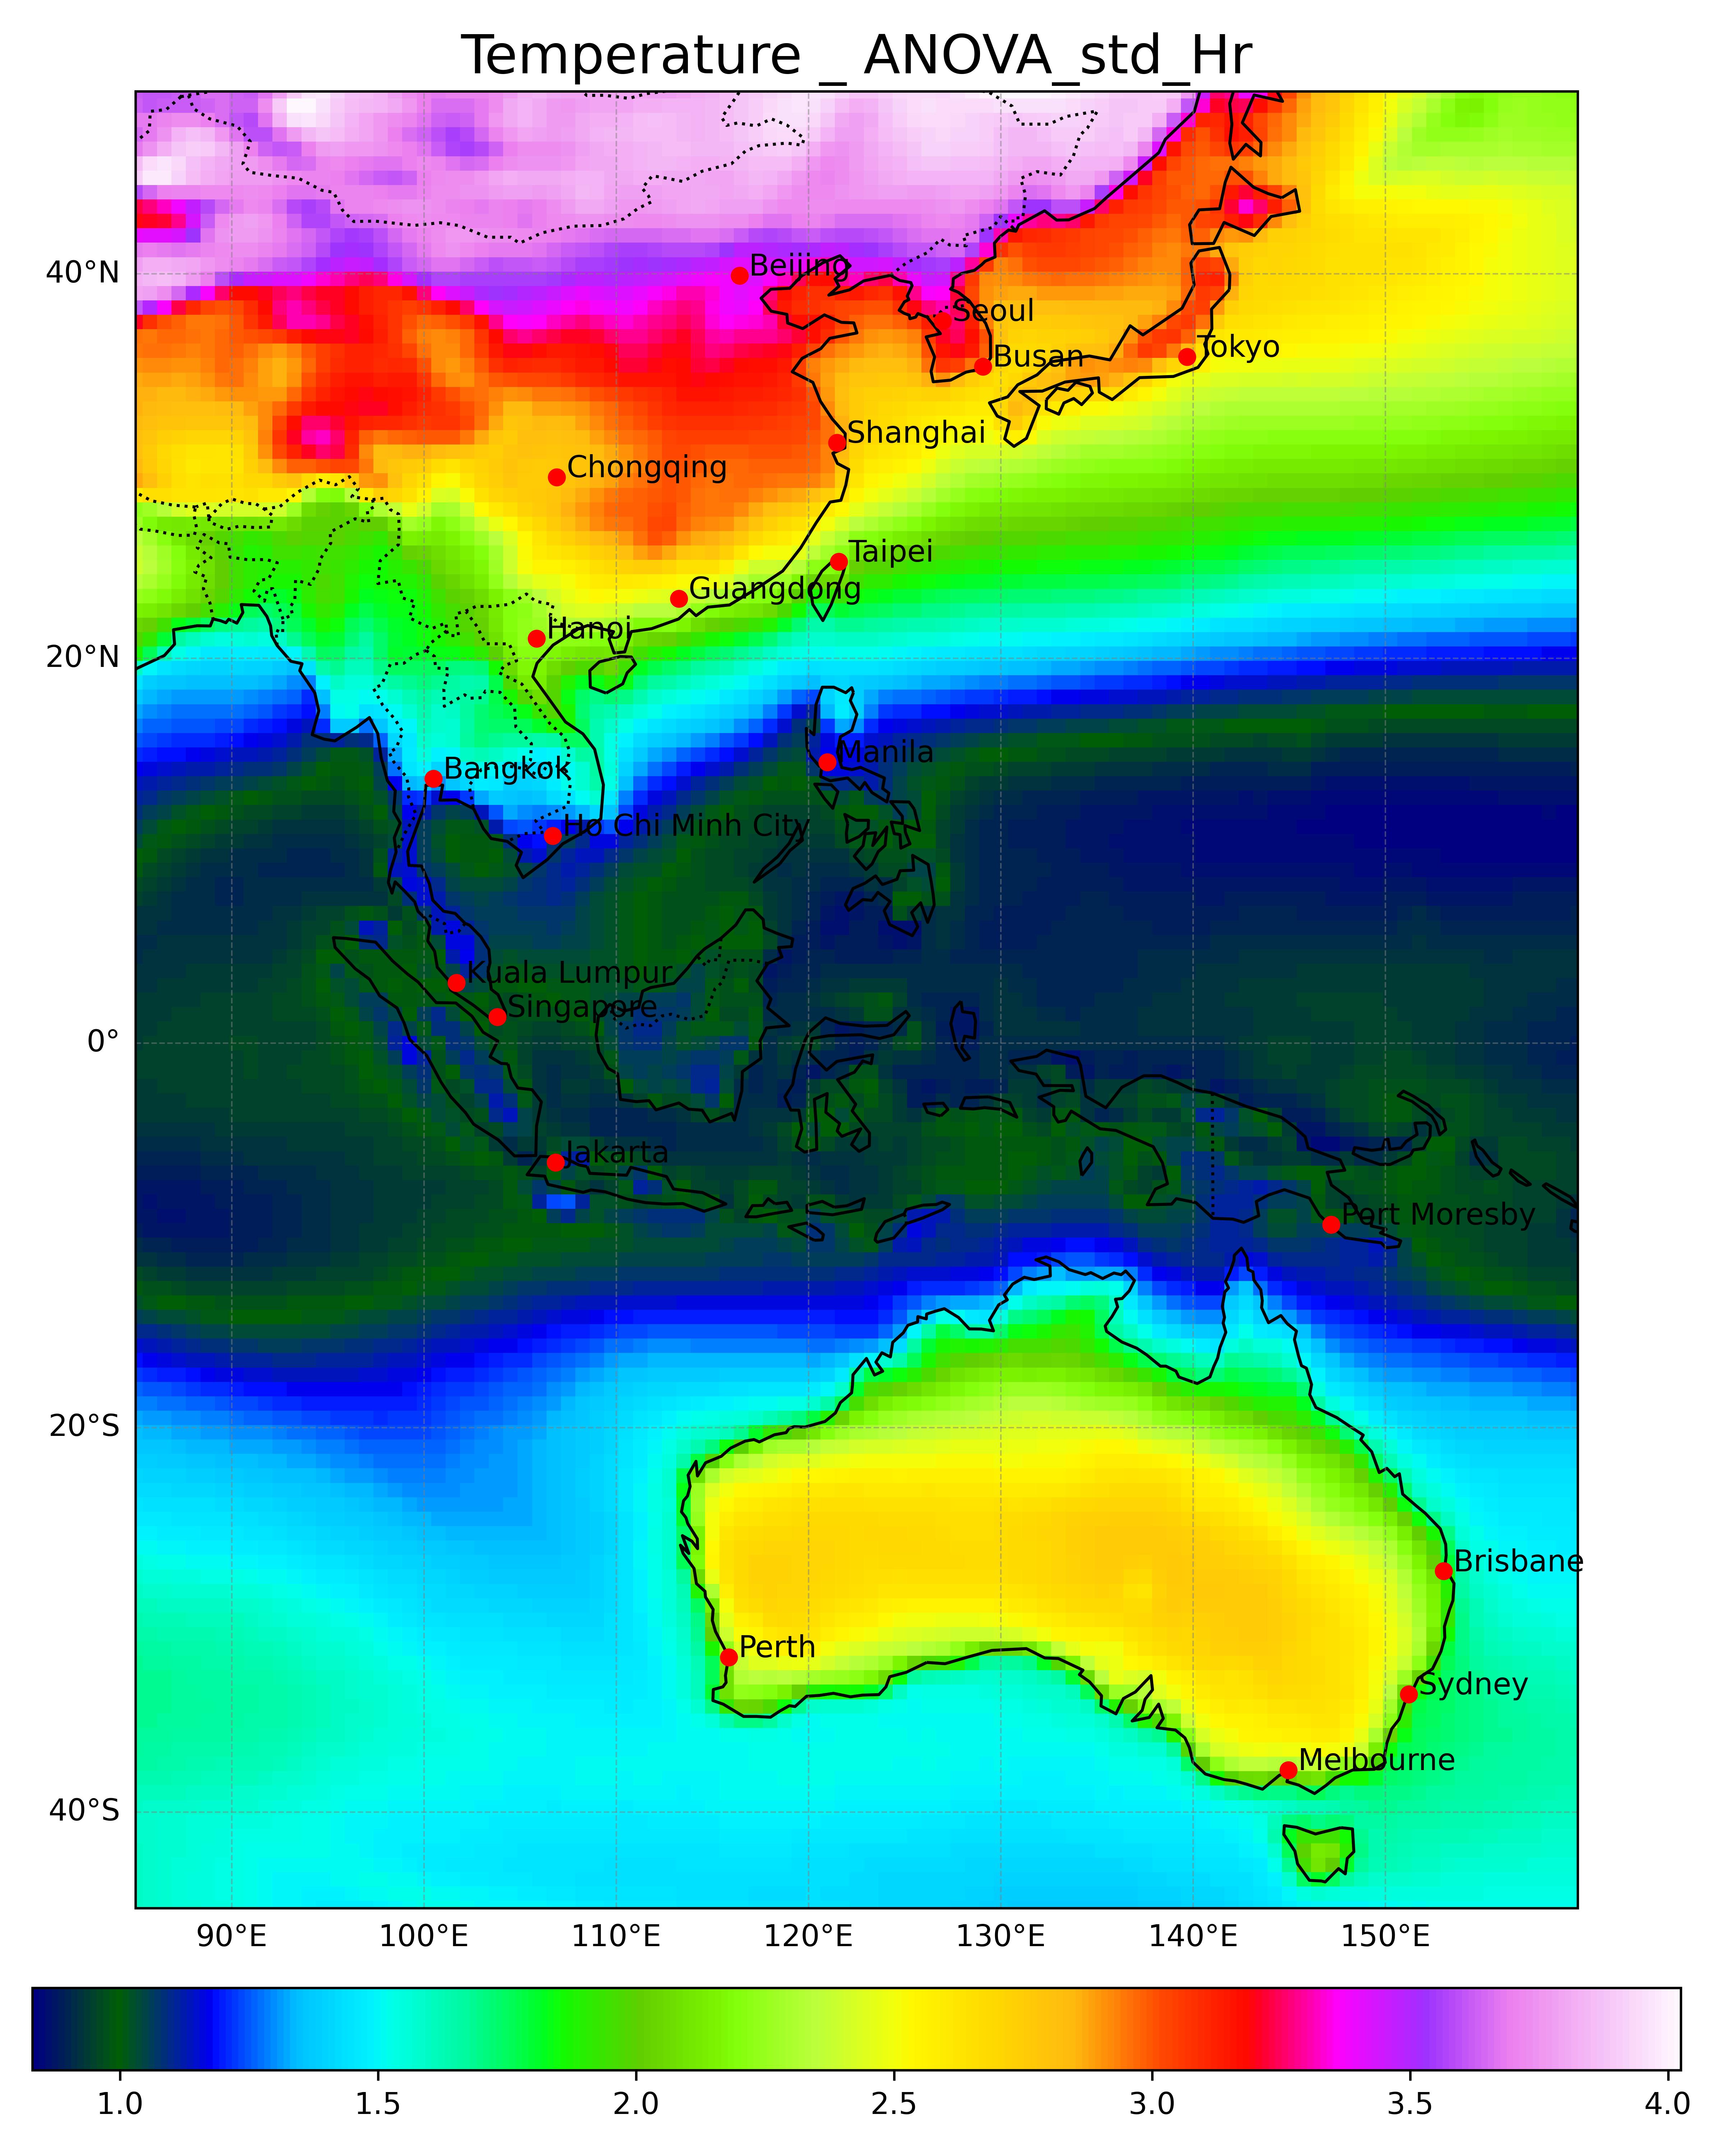 Temperature _ ANOVA_std_Hr
Beijing
40°N
Seoul
Tokyo
Busan
Shanghai
Chongqing
Taipei
Guangdong
Hanoi
20°N
Manila
Bangkok
Ho Chi Minh City
Kuala Lumpur
Singapore
0°
Jakarta
Port Moresby
20°S
Brisbane
Perth
Sydney
Melbourne
40°S
90°E 100°E 110°E 120°E 130°E 140°E 150°E
1.0 1.5 2.0 2.5 3.0 3.5 4.0